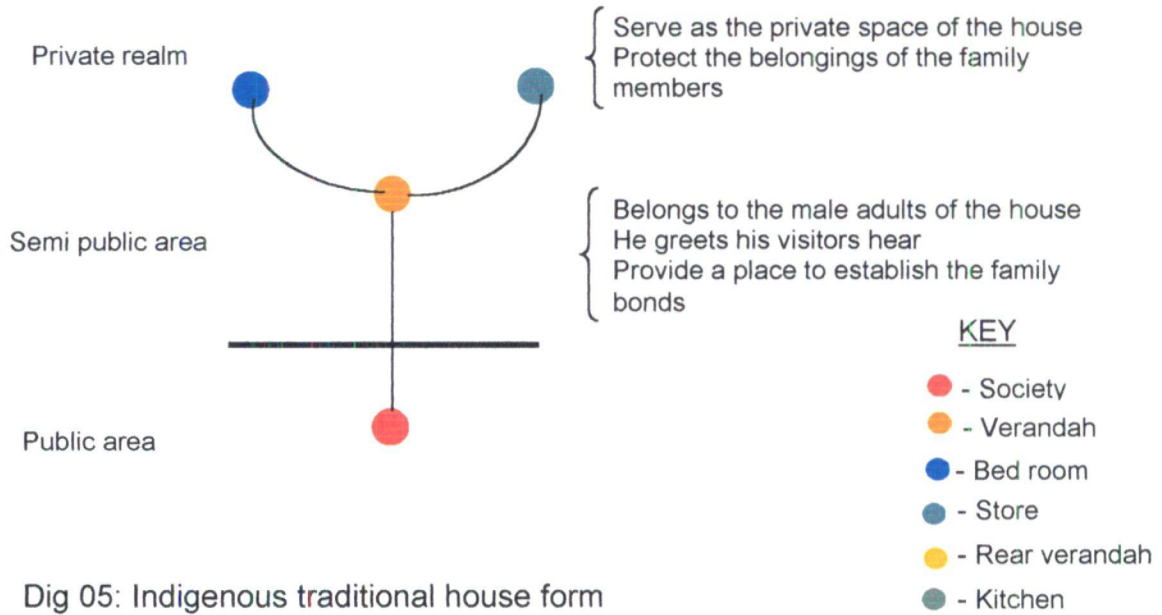 Private realm
Serve as the private space of the house
Protect the belongings of the family
members
Semi public area
Belongs to the male adults of the house
He greets his visitors hear
Provide a place to establish the family
bonds
Public area
KEY
- Society
- Verandah
- Bed room
- Store
- Rear verandah
- Kitchen
Dig 05: Indigenous traditional house form